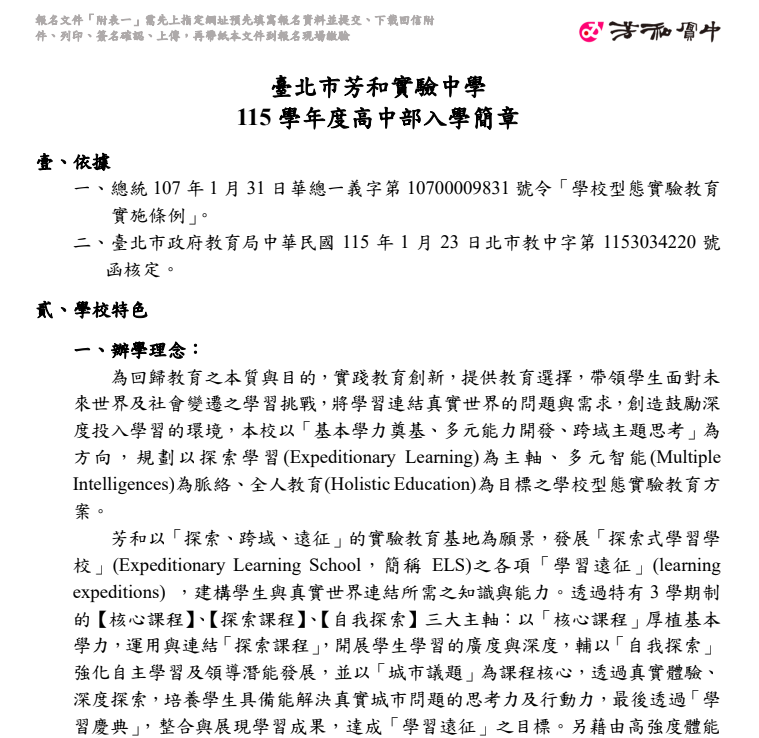 報名文件「附表一」需先上指定網址預先填寫報名資料並提交、下載回信附
件、列印、簽名確認、上傳,再帶紙本文件到報名現場繳驗
芳和實中
臺北市芳和實驗中學
115 學年度高中部入學簡章
壹、依據
一、總統 107 年 1 月 31 日華總一義字第 10700009831 號令「學校型態實驗教育
實施條例」。
二、臺北市政府教育局中華民國 115 年 1 月 23 日北市教中字第 1153034220 號
函核定。
貳、學校特色
一、辦學理念:
為回歸教育之本質與目的,實踐教育創新,提供教育選擇,帶領學生面對未
來世界及社會變遷之學習挑戰,將學習連結真實世界的問題與需求,創造鼓勵深
度投入學習的環境,本校以「基本學力奠基、多元能力開發、跨域主題思考」為
方向,規劃以探索學習(Expeditionary Learning)為主軸、多元智能(Multiple
Intelligences)為脈絡、全人教育(Holistic Education)為目標之學校型態實驗教育方
案。
芳和以「探索、跨域、遠征」的實驗教育基地為願景,發展「探索式學習學
校」(Expeditionary Learning School,簡稱 ELS)之各項「學習遠征」(learning
expeditions) ,建構學生與真實世界連結所需之知識與能力。透過特有 3 學期制
的【核心課程】、【探索課程】、【自我探索】三大主軸:以「核心課程」厚植基本
學力,運用與連結「探索課程」,開展學生學習的廣度與深度,輔以「自我探索」
強化自主學習及領導潛能發展,並以「城市議題」為課程核心,透過真實體驗、
深度探索,培養學生具備能解決真實城市問題的思考力及行動力,最後透過「學
習慶典」,整合與展現學習成果,達成「學習遠征」之目標。另藉由高強度體能